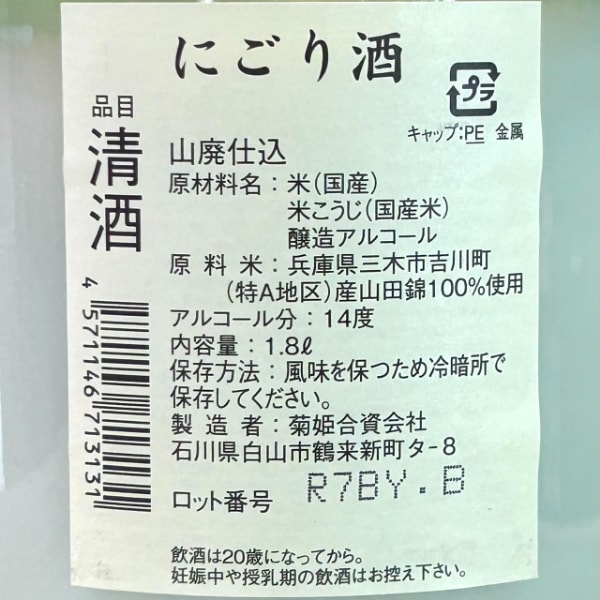 にごり酒
プラ
キャップ:PE 金属
品目
清酒
山廃仕込
原材料名：米(国産)
米こうじ(国産米)
醸造アルコール
原料米：兵庫県三木市吉川町
(特A地区)産山田錦100%使用
アルコール分：14度
内容量：1.8ℓ
保存方法：風味を保つため冷暗所で
保存してください。
製造者：菊姫合資会社
石川県白山市鶴来新町タ-8
ロット番号 R7BY.B
4571146713131
飲酒は20歳になってから。
妊娠中や授乳期の飲酒はお控え下さい。